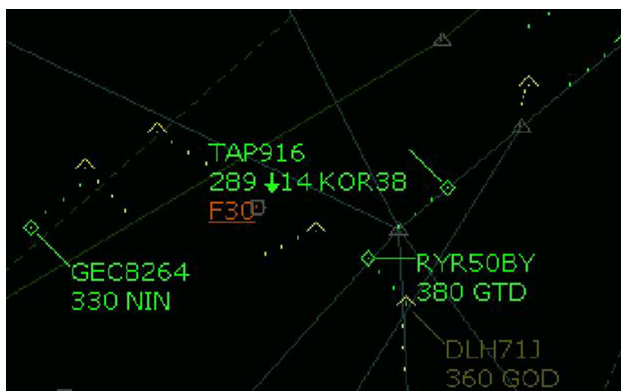 TAP916
289 ↓14 KOR38
F30
GEC8264
330 NIN
RYR50BY
380 GTD
DLH71J
360 GOD